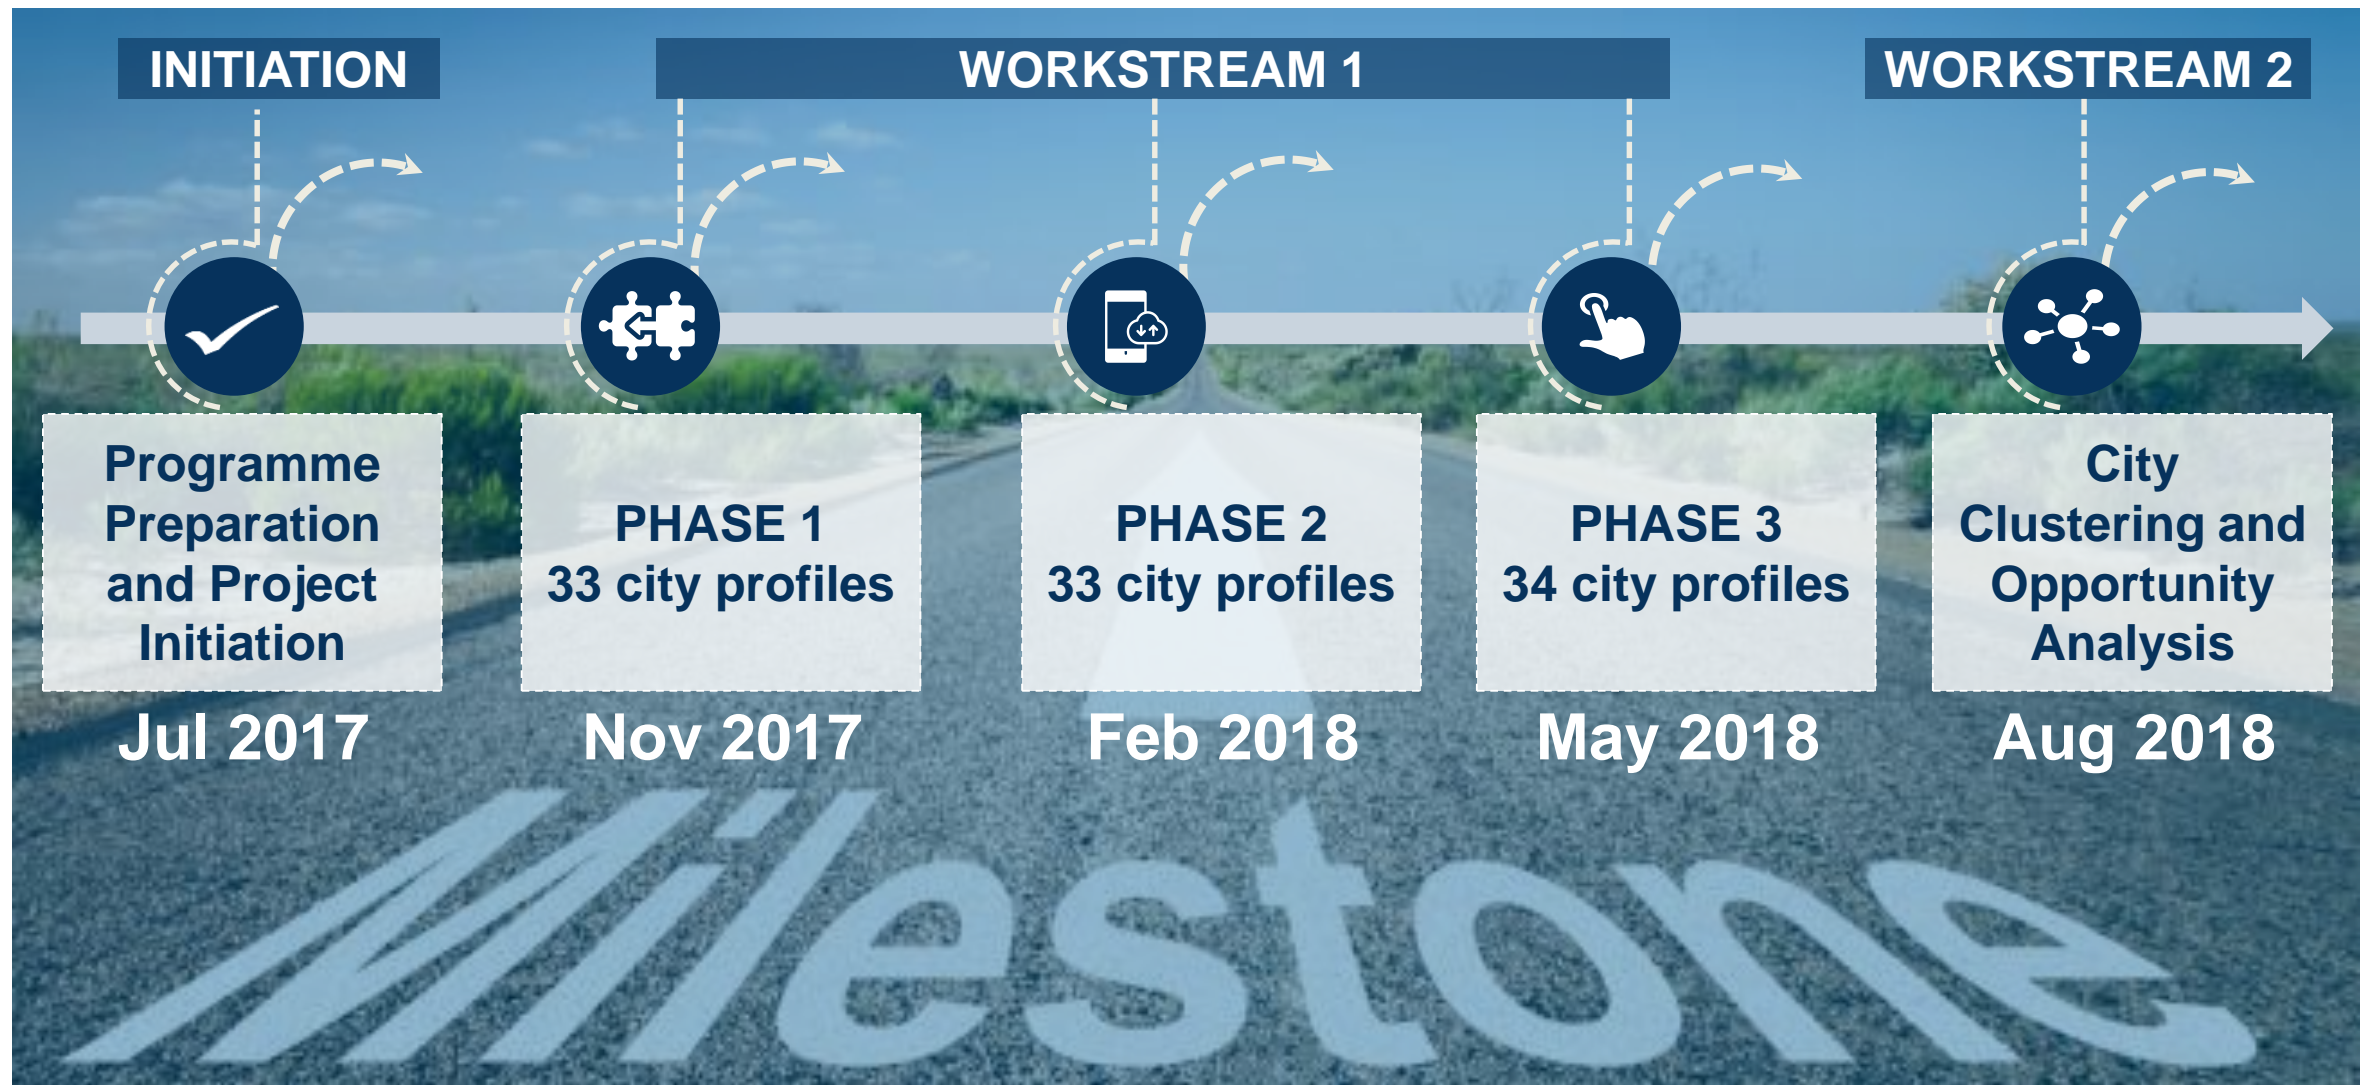 INITIATION
WORKSTREAM 1
WORKSTREAM 2
Programme
Preparation
and Project
Initiation
PHASE 1
33 city profiles
PHASE 2
33 city profiles
PHASE 3
34 city profiles
City
Clustering and
Opportunity
Analysis
Jul 2017
Nov 2017
Feb 2018
May 2018
Aug 2018
Milestone